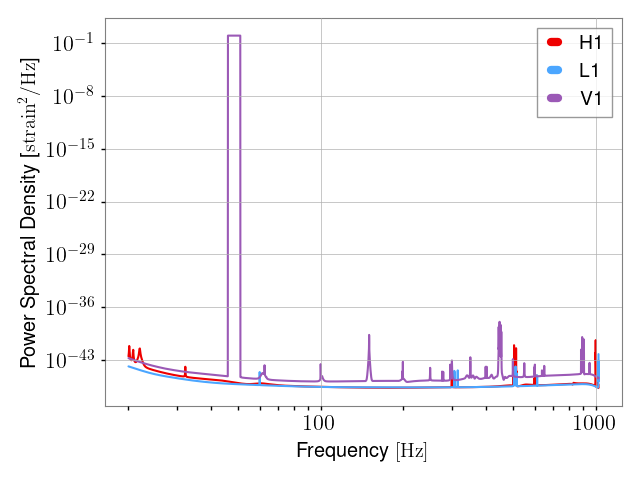 H1
L1
V1
10⁻¹
10⁻⁸
10⁻¹⁵
10⁻²²
10⁻²⁹
10⁻³⁶
10⁻⁴³
Power Spectral Density [strain²/Hz]
100
1000
Frequency [Hz]